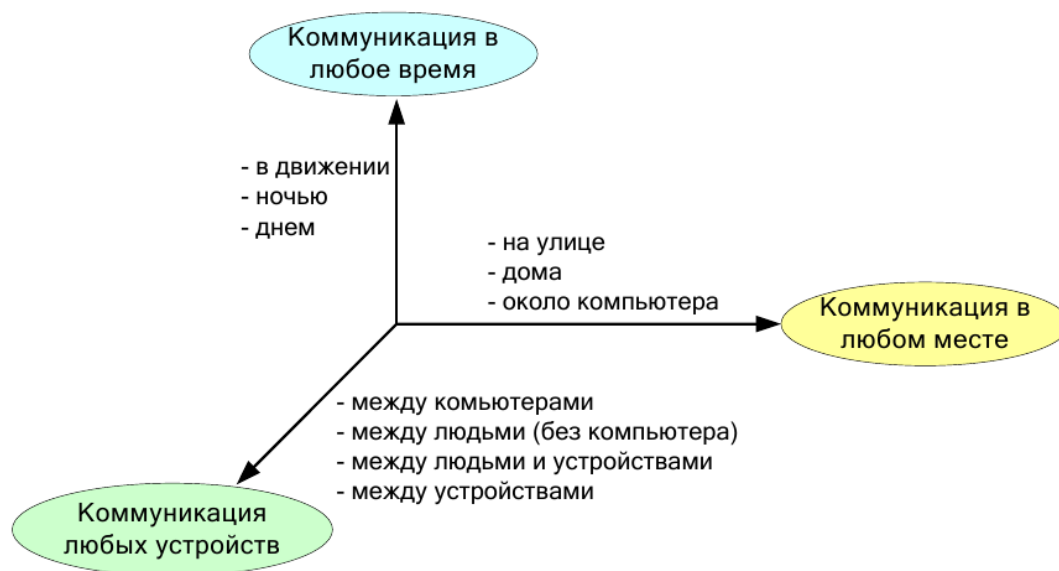 Коммуникация в
любое время
- в движении
- ночью
- днем
- на улице
- дома
- около компьютера
Коммуникация в
любом месте
- между комьютерами
- между людьми (без компьютера)
- между людьми и устройствами
- между устройствами
Коммуникация
любых устройств